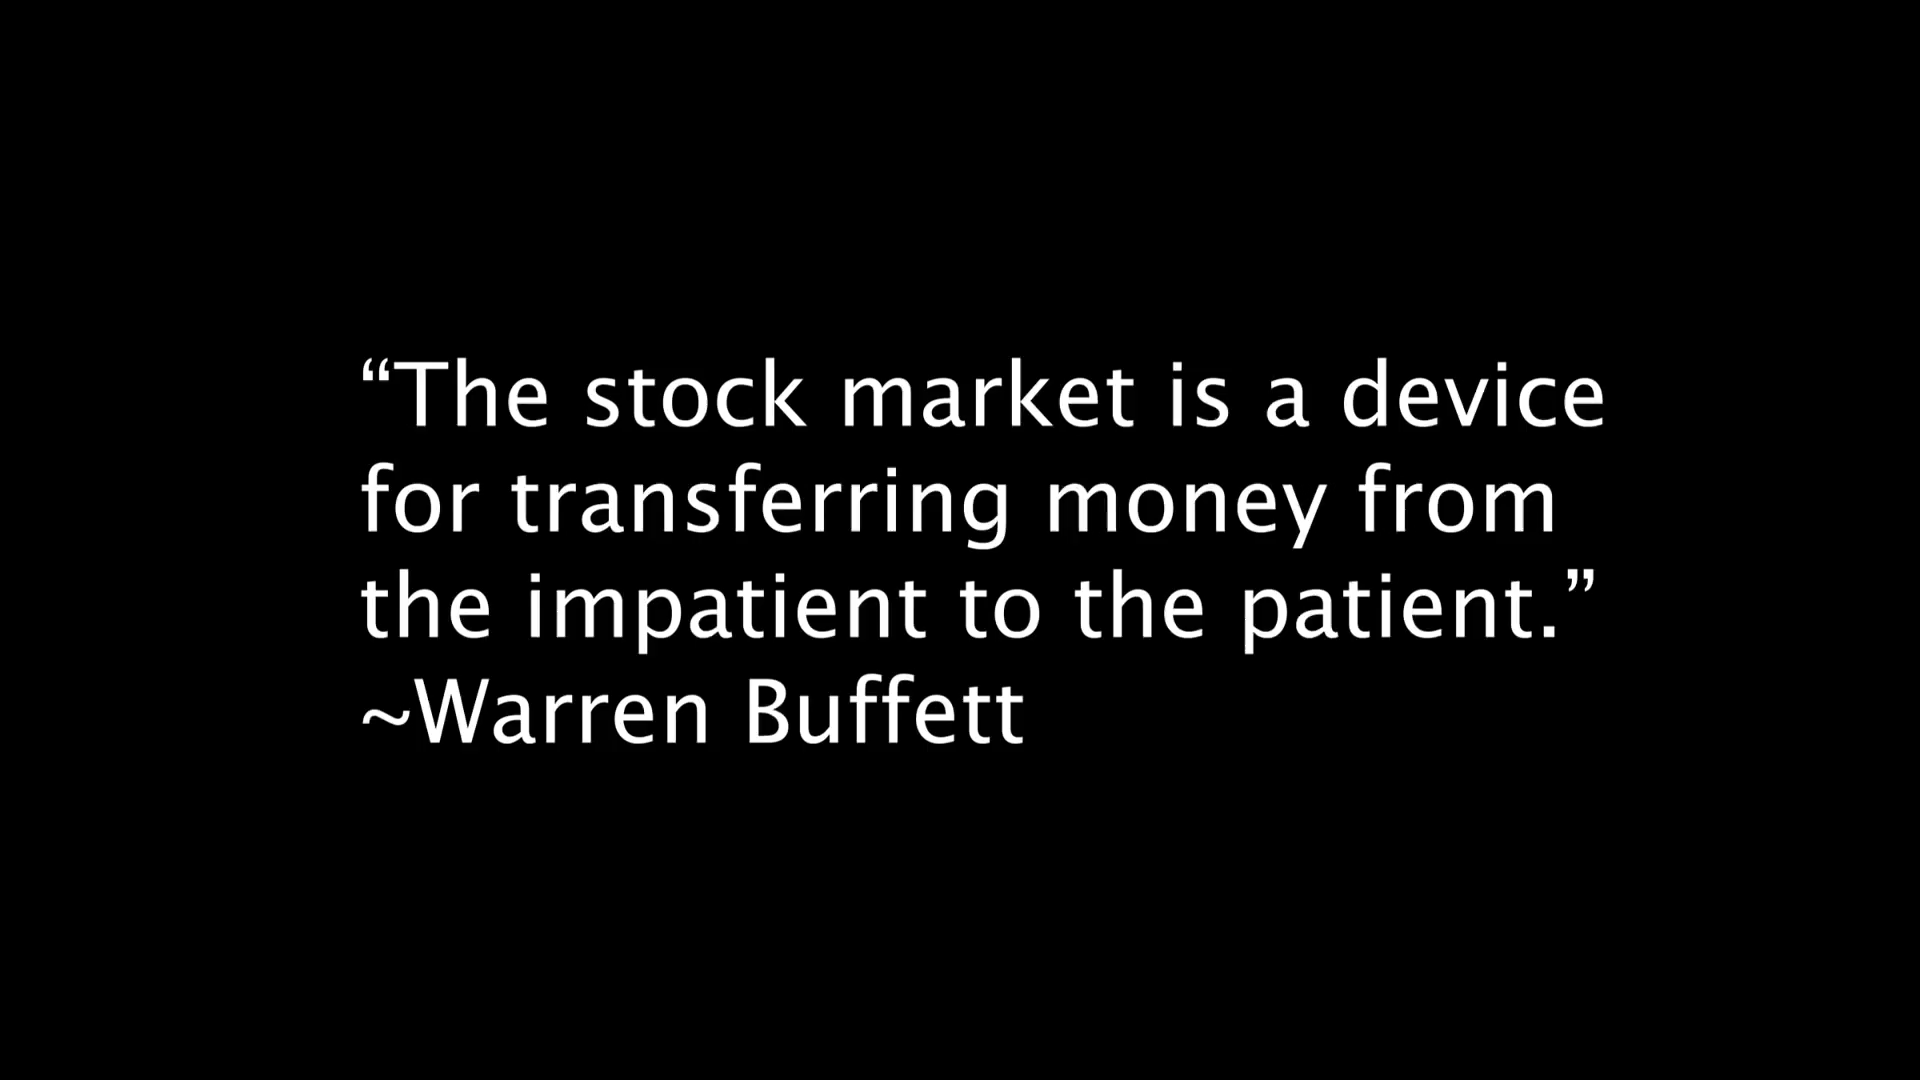 “The stock market is a device
for transferring money from
the impatient to the patient.”
~Warren Buffett